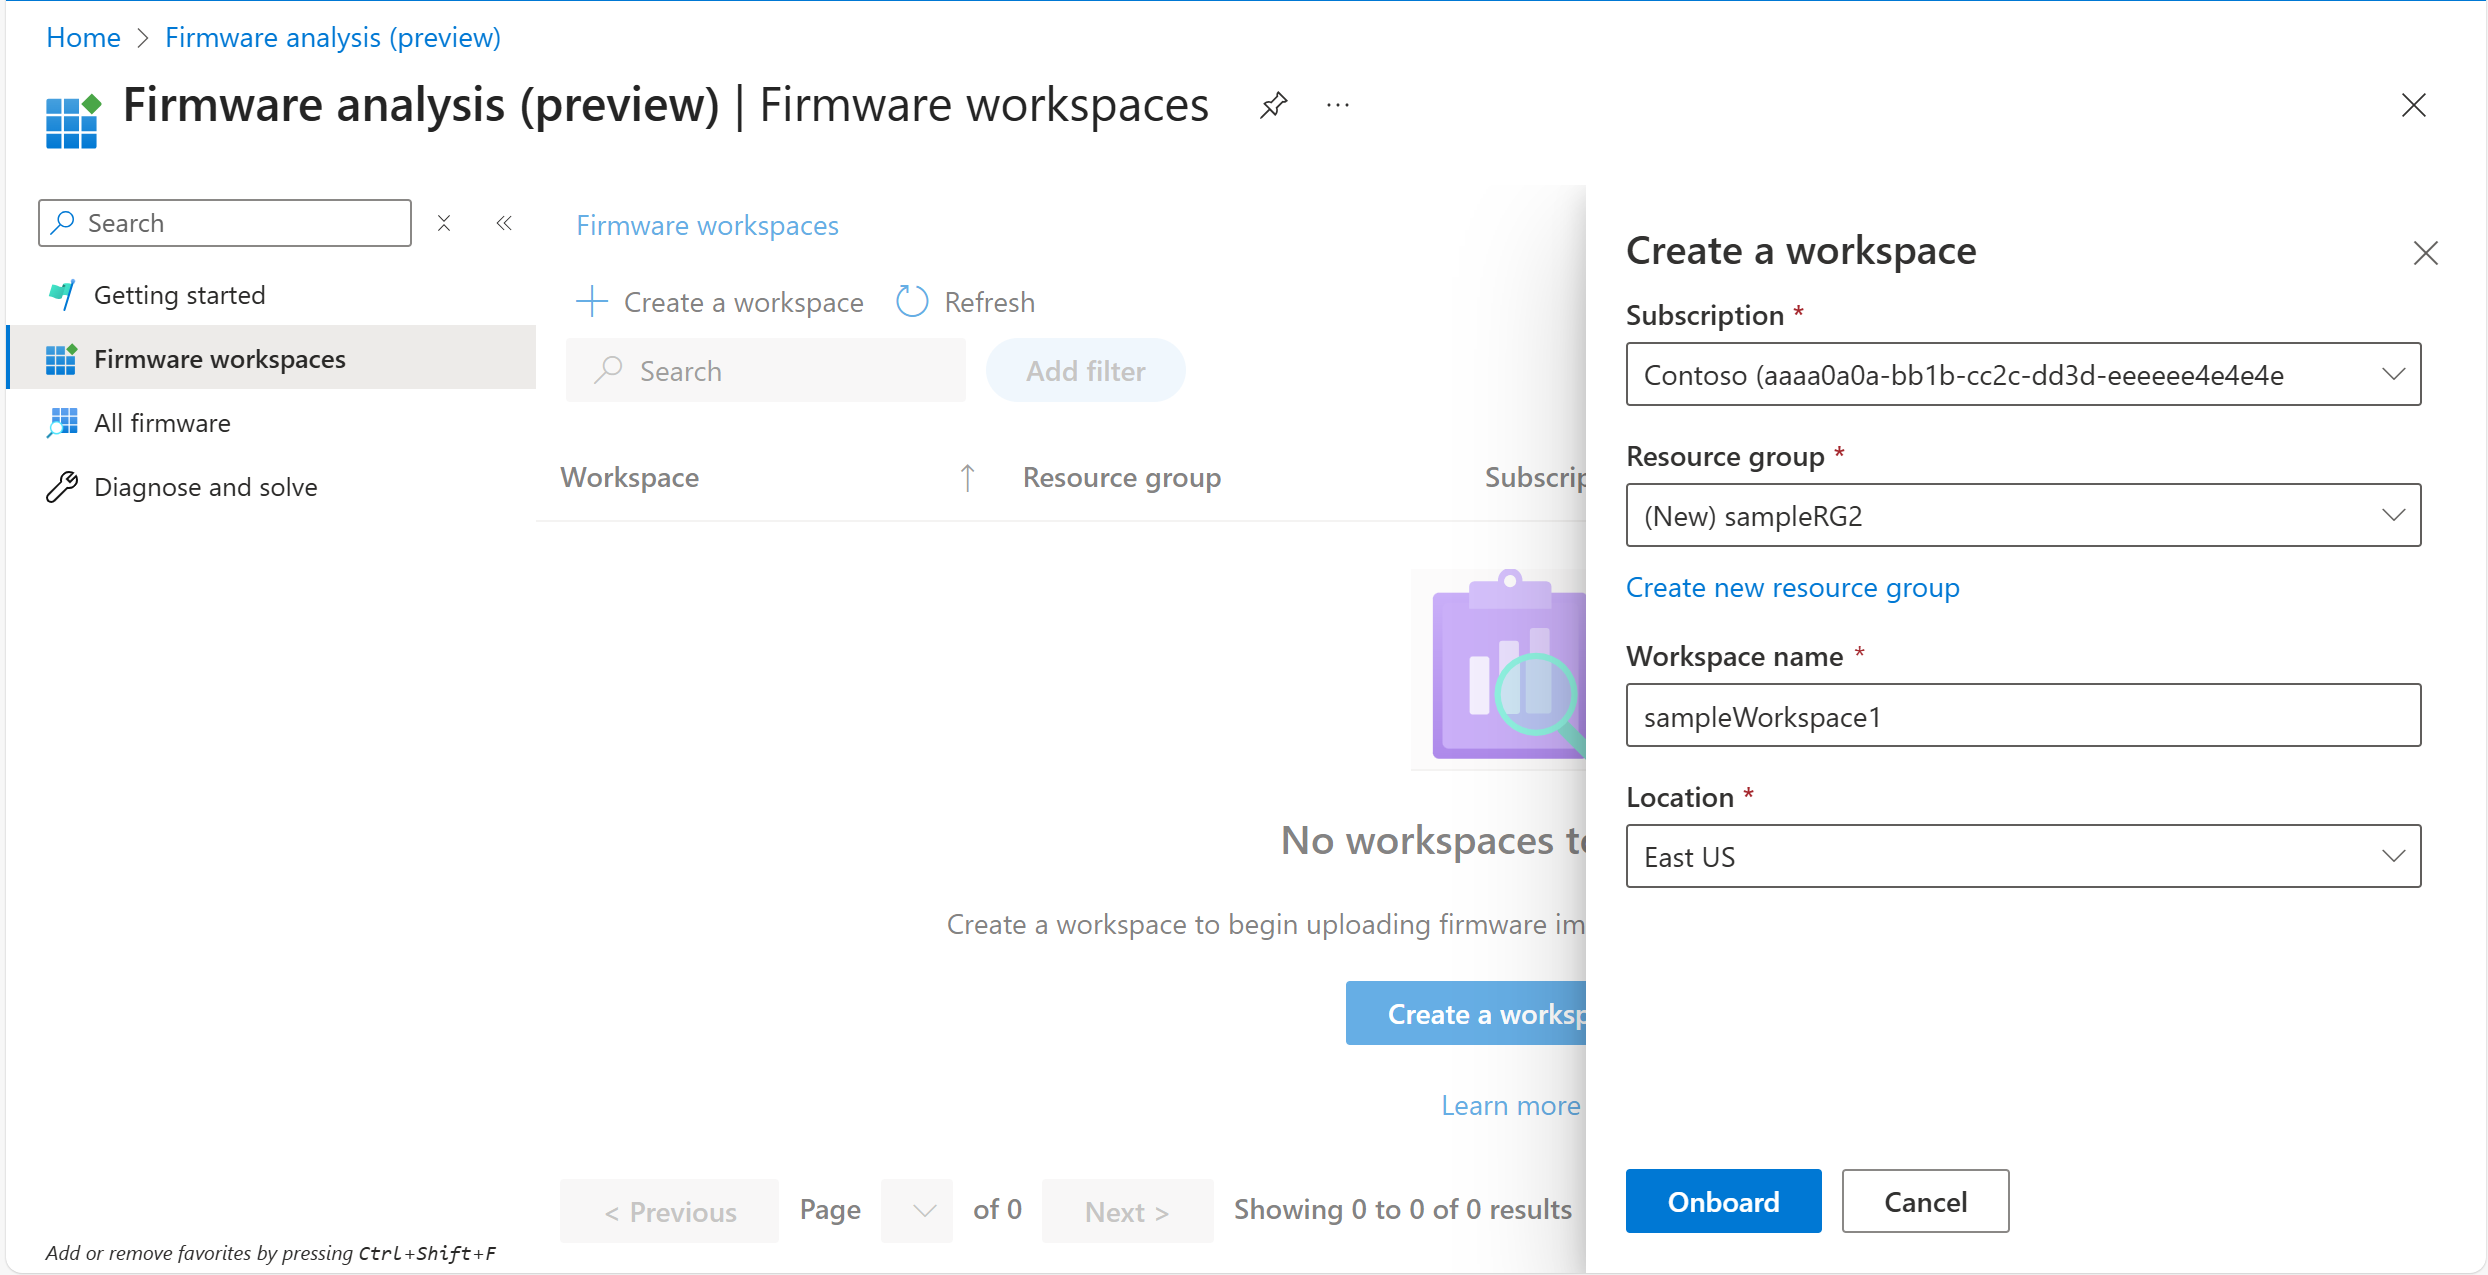 Home > Firmware analysis (preview)
Firmware analysis (preview) | Firmware workspaces
Search
Getting started
Firmware workspaces
All firmware
Diagnose and solve
Add or remove favorites by pressing Ctrl+Shift+F
Firmware workspaces
Create a workspace Refresh
Search Add filter
Workspace ↑ Resource group Subscrip
No workspaces to
Create a workspace to begin uploading firmware im
Create a worksp
Learn more
< Previous Page of 0 Next > Showing 0 to 0 of 0 results
Create a workspace
Subscription *
Contoso (aaaa0a0a-bb1b-cc2c-dd3d-eeeeee4e4e4e
Resource group *
(New) sampleRG2
Create new resource group
Workspace name *
sampleWorkspace1
Location *
East US
Onboard Cancel